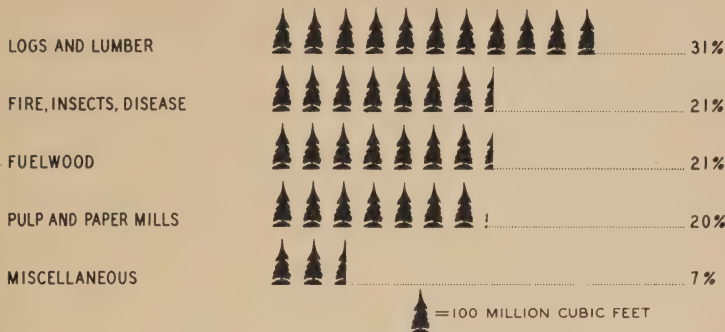 LOGS AND LUMBER 31%
FIRE, INSECTS, DISEASE 21%
FUELWOOD 21%
PULP AND PAPER MILLS 20%
MISCELLANEOUS 7%
=100 MILLION CUBIC FEET